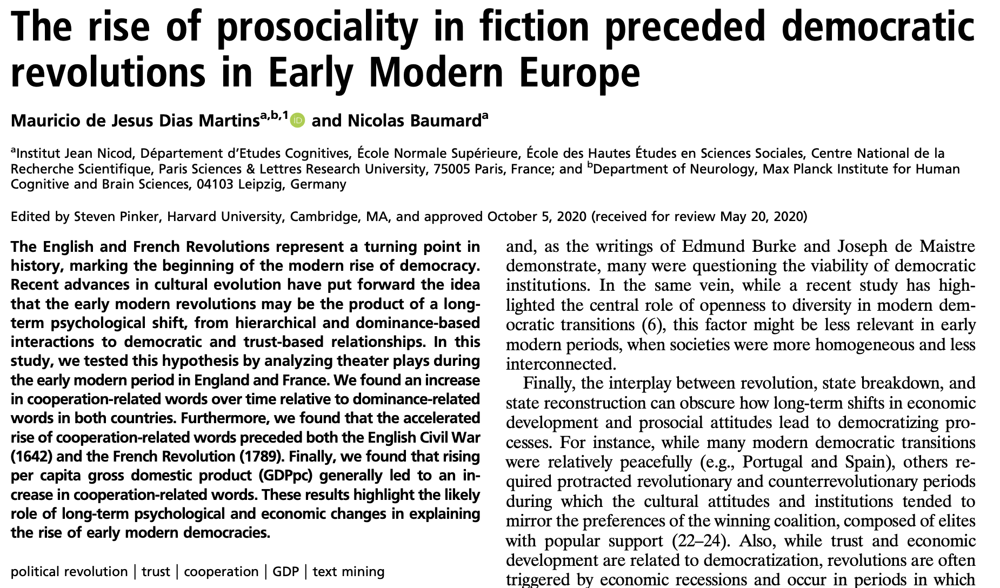 The rise of prosociality in fiction preceded democratic
revolutions in Early Modern Europe
Mauricio de Jesus Dias Martinsa,b,1 iD and Nicolas Baumarda
aInstitut Jean Nicod, Département d'Etudes Cognitives, École Normale Supérieure, École des Hautes Études en Sciences Sociales, Centre National de la
Recherche Scientifique, Paris Sciences & Lettres Research University, 75005 Paris, France; and bDepartment of Neurology, Max Planck Institute for Human
Cognitive and Brain Sciences, 04103 Leipzig, Germany
Edited by Steven Pinker, Harvard University, Cambridge, MA, and approved October 5, 2020 (received for review May 20, 2020)
The English and French Revolutions represent a turning point in
history, marking the beginning of the modern rise of democracy.
Recent advances in cultural evolution have put forward the idea
that the early modern revolutions may be the product of a long-
term psychological shift, from hierarchical and dominance-based
interactions to democratic and trust-based relationships. In this
study, we tested this hypothesis by analyzing theater plays during
the early modern period in England and France. We found an increase
in cooperation-related words over time relative to dominance-related
words in both countries. Furthermore, we found that the accelerated
rise of cooperation-related words preceded both the English Civil War
(1642) and the French Revolution (1789). Finally, we found that rising
per capita gross domestic product (GDPpc) generally led to an in-
crease in cooperation-related words. These results highlight the likely
role of long-term psychological and economic changes in explaining
the rise of early modern democracies.
political revolution | trust | cooperation | GDP | text mining
and, as the writings of Edmund Burke and Joseph de Maistre
demonstrate, many were questioning the viability of democratic
institutions. In the same vein, while a recent study has high-
lighted the central role of openness to diversity in modern dem-
ocratic transitions (6), this factor might be less relevant in early
modern periods, when societies were more homogeneous and less
interconnected.
Finally, the interplay between revolution, state breakdown, and
state reconstruction can obscure how long-term shifts in economic
development and prosocial attitudes lead to democratizing pro-
cesses. For instance, while many modern democratic transitions
were relatively peacefully (e.g., Portugal and Spain), others re-
quired protracted revolutionary and counterrevolutionary periods
during which the cultural attitudes and institutions tended to
mirror the preferences of the winning coalition, composed of elites
with popular support (22–24). Also, while trust and economic
development are related to democratization, revolutions are often
triggered by economic recessions and occur in periods in which